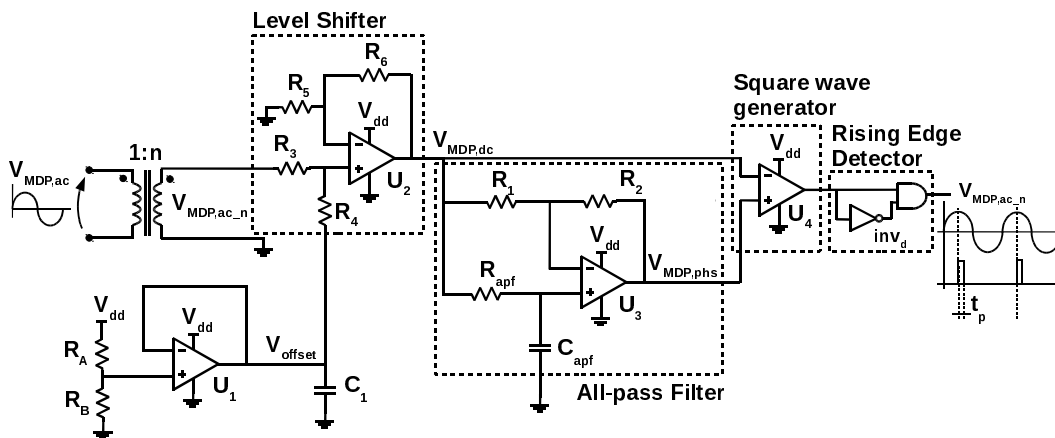 Level Shifter
R6
R5
Vdd
1:n
R3
U2
VMDP,ac
VMDP,ac_n
R4
VMDP,dc
R1
R2
Vdd
Rapf
U3
VMDP,phs
Capf
All-pass Filter
Square wave
generator
Vdd
U4
Rising Edge
Detector
invd
VMDP,ac_n
tp
Vdd
RA
RB
Vdd
U1
Voffset
C1